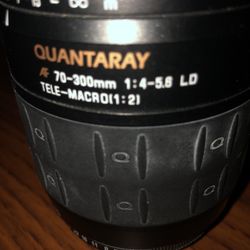 QUANTARAY
AF 70-300mm 1:4-5.6 LD
TELE-MACRO(1:2)